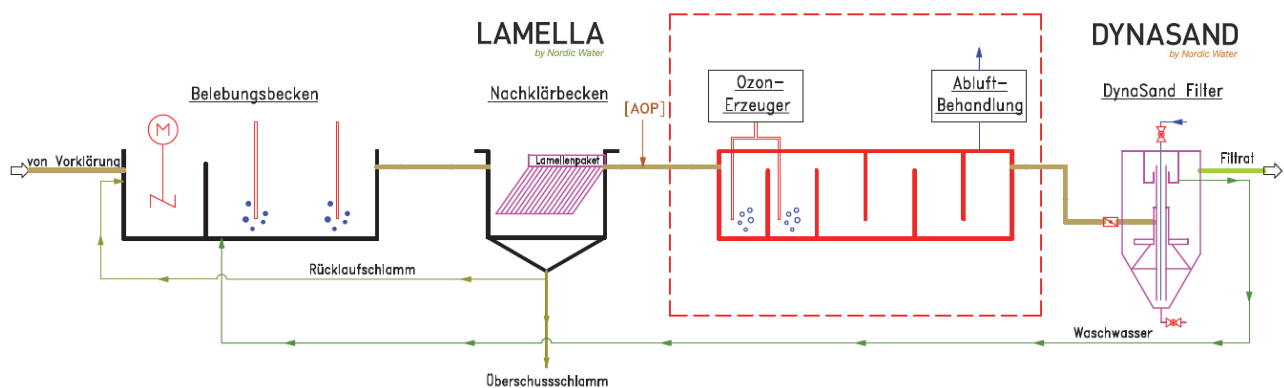 LAMELLA
by Nordic Water
DYNASAND
by Nordic Water
Belebungsbecken
Nachklärbecken
[AOP]
Ozon-
Erzeuger
Abluft-
Behandlung
DynaSand Filter
M
von Vorklärung
Lamellenpaket
Filtrat
Rücklaufschlamm
Waschwasser
Überschussschlamm